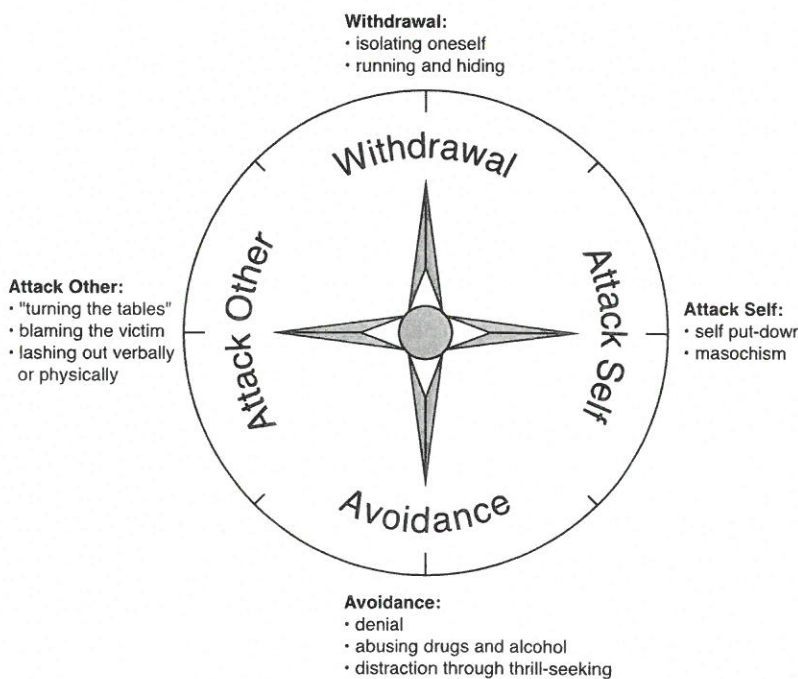 Withdrawal:
• isolating oneself
• running and hiding
Withdrawal
Attack Other:
• "turning the tables"
• blaming the victim
• lashing out verbally
or physically
Attack Other
Attack Self
Attack Self:
• self put-down
• masochism
Avoidance
Avoidance:
• denial
• abusing drugs and alcohol
• distraction through thrill-seeking